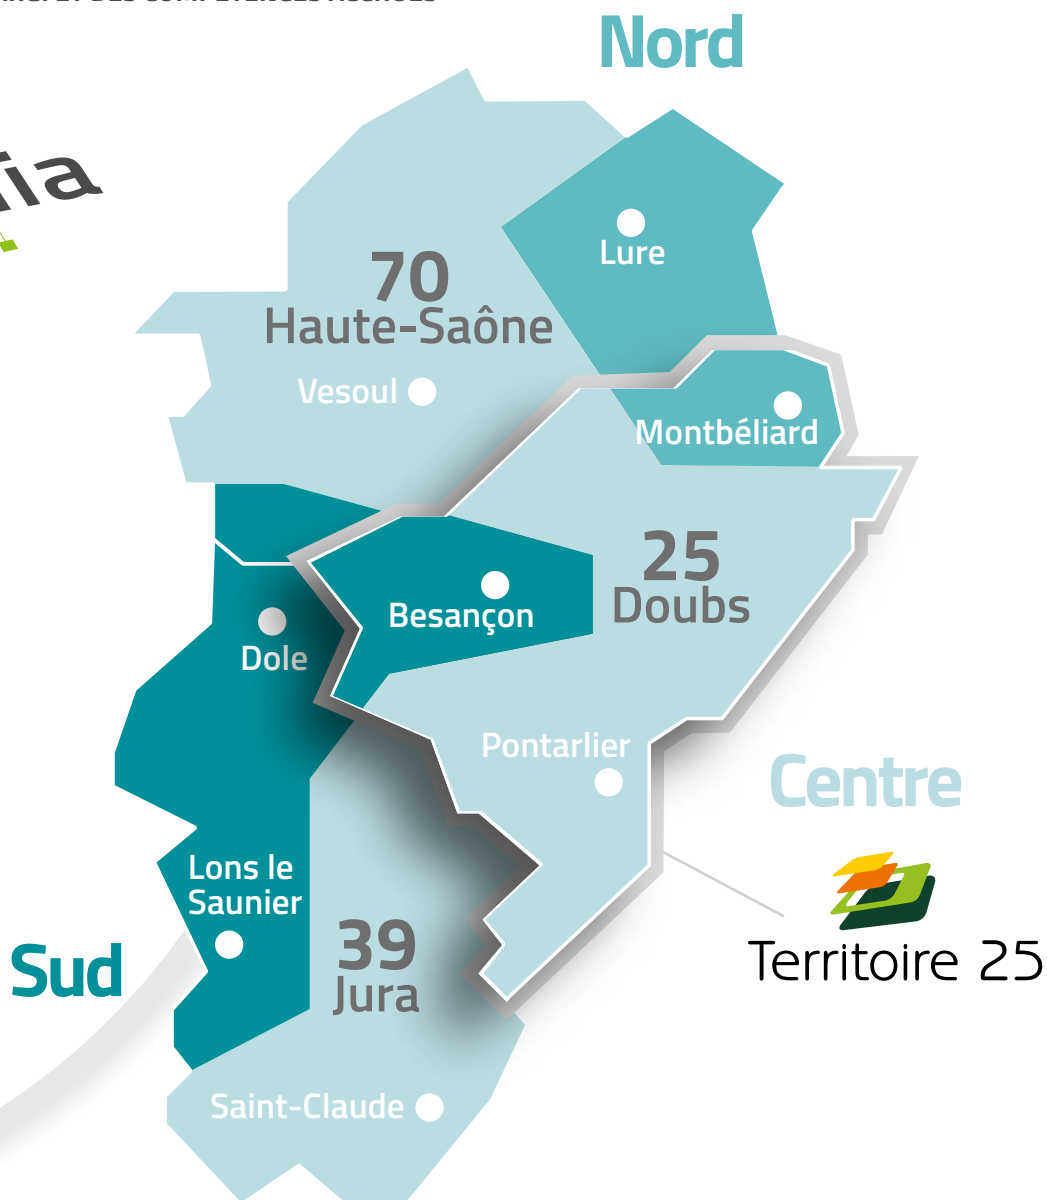 Nord
Lure
70
Haute-Saône
Vesoul
Montbéliard
25
Doubs
Besançon
Dole
Pontarlier
Centre
Lons le
Saunier
39
Jura
Sud
Territoire 25
Saint-Claude